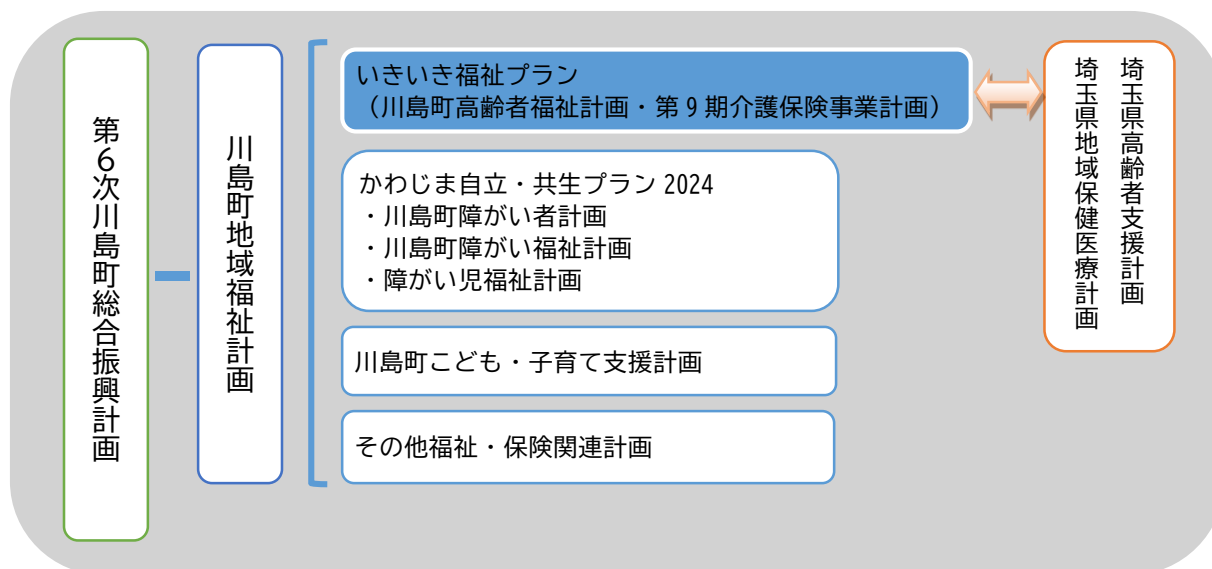 第6次川島町総合振興計画
川島町地域福祉計画
いきいき福祉プラン
（川島町高齢者福祉計画・第9期介護保険事業計画）
かわじま自立・共生プラン2024
・川島町障がい者計画
・川島町障がい福祉計画
・障がい児福祉計画
川島町こども・子育て支援計画
その他福祉・保険関連計画
埼玉県高齢者支援計画
埼玉県地域保健医療計画